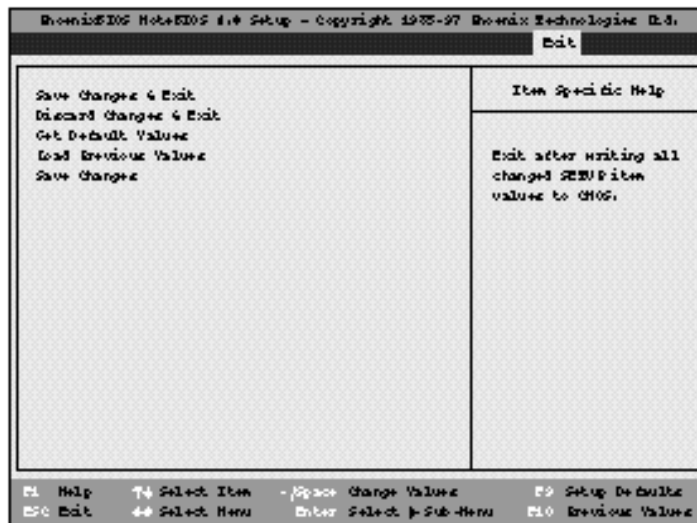 PhoenixBIOS NoteBIOS 4.0 Setup - Copyright 1985-97 Phoenix Technologies Ltd.
Exit
Save Changes & Exit
Discard Changes & Exit
Get Default Values
Load Previous Values
Save Changes
Item Specific Help
Exit after writing all
changed SETUP item
values to CMOS.
F1 Help ↑↓ Select Item -/Space Change Values F9 Setup Defaults
ESC Exit ←→ Select Menu Enter Select ▶ Sub-Menu F10 Previous Values